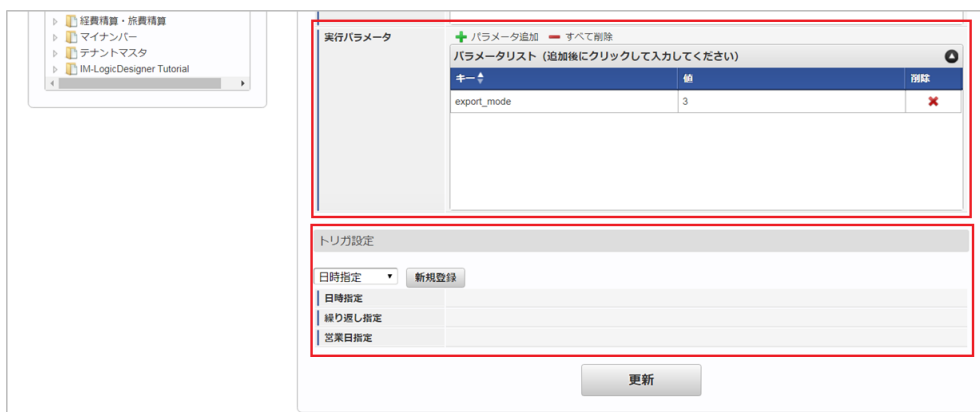 経費精算・旅費精算
マイナンバー
テナントマスタ
IM-LogicDesigner Tutorial
実行パラメータ
パラメータ追加 すべて削除
パラメータリスト（追加後にクリックして入力してください）
キー 値 削除
export_mode 3
トリガ設定
日時指定 新規登録
日時指定
繰り返し指定
営業日指定
更新